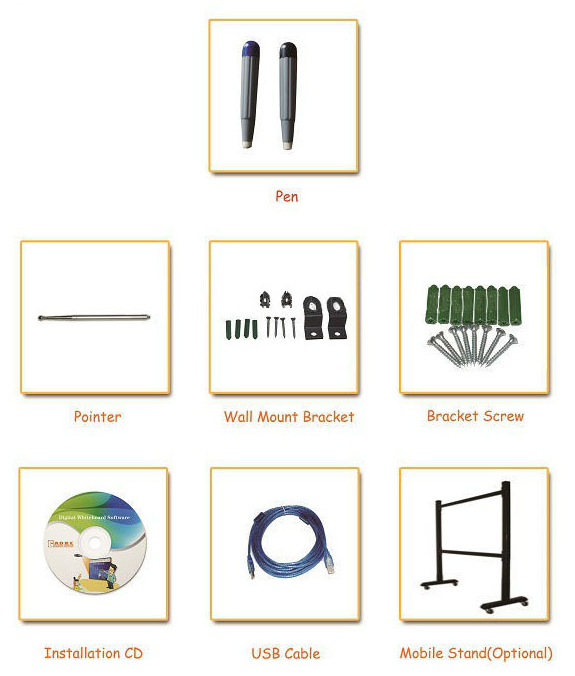 Pen
Pointer
Wall Mount Bracket
Bracket Screw
Digital Whiteboard Software
Installation CD
USB Cable
Mobile Stand(Optional)